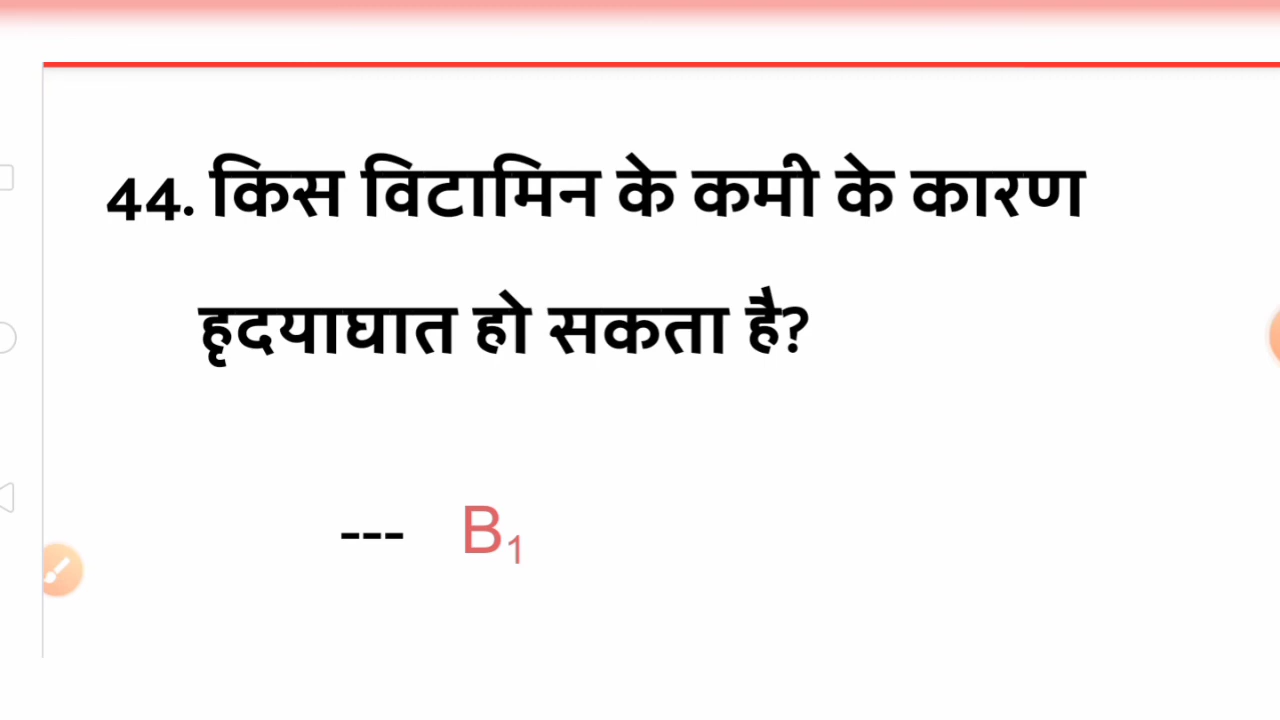 44. किस विटामिन के कमी के कारण
हृदयाघात हो सकता है?
--- B₁